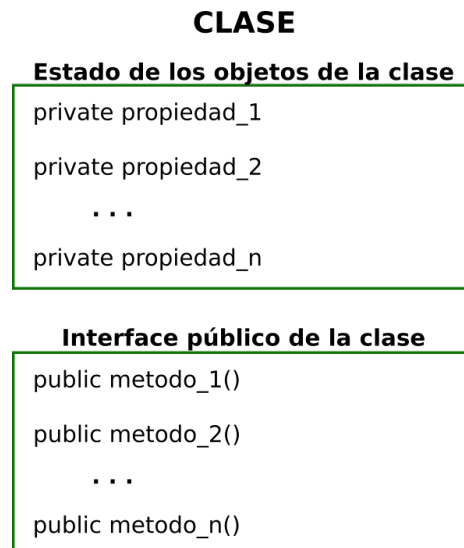 CLASE
Estado de los objetos de la clase
private propiedad_1
private propiedad_2
. . .
private propiedad_n
Interface público de la clase
public metodo_1()
public metodo_2()
. . .
public metodo_n()